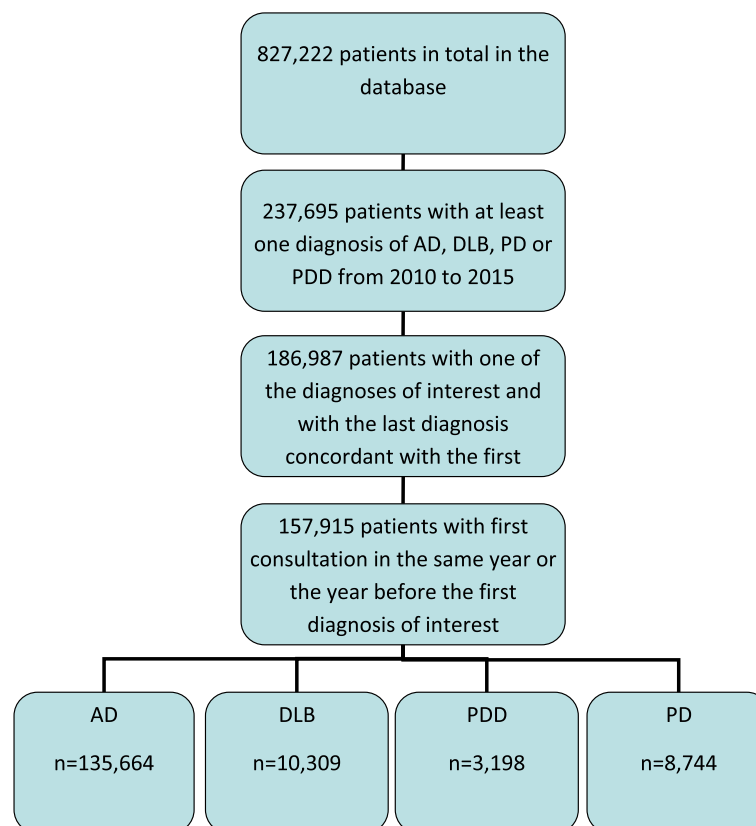 827,222 patients in total in the
database
237,695 patients with at least
one diagnosis of AD, DLB, PD or
PDD from 2010 to 2015
186,987 patients with one of
the diagnoses of interest and
with the last diagnosis
concordant with the first
157,915 patients with first
consultation in the same year or
the year before the first
diagnosis of interest
AD
n=135,664
DLB
n=10,309
PDD
n=3,198
PD
n=8,744